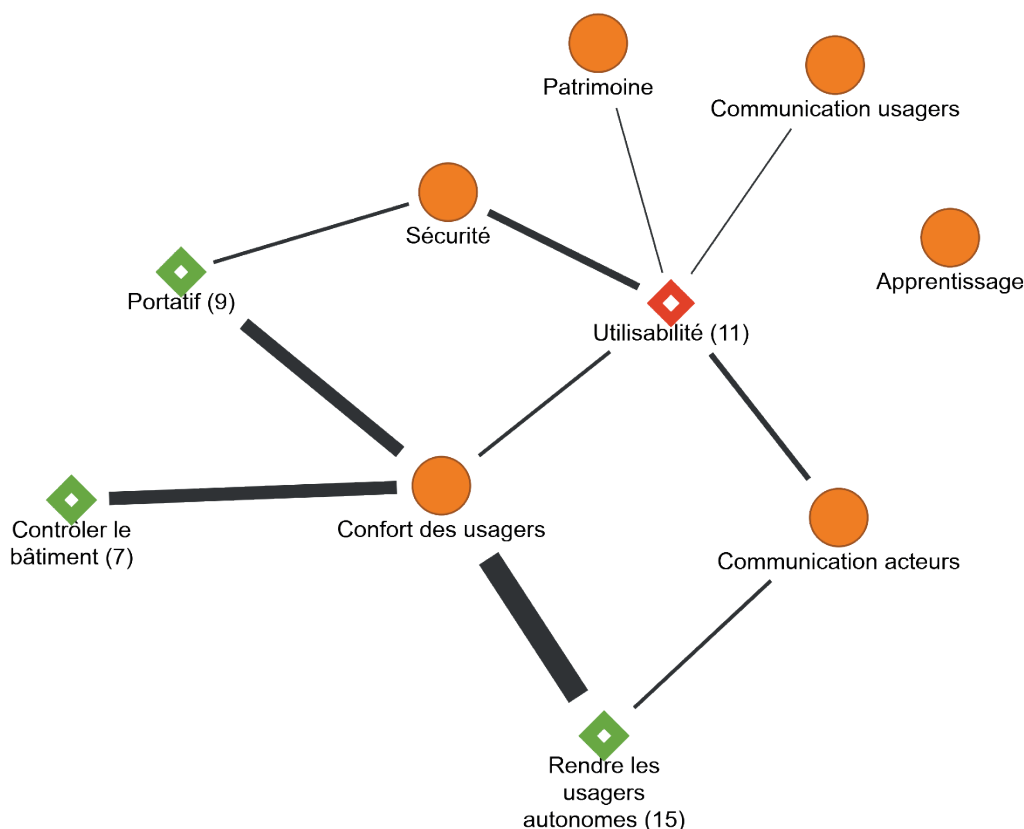 Patrimoine
Communication usagers
Sécurité
Apprentissage
Portatif (9)
Utilisabilité (11)
Contrôler le
bâtiment (7)
Confort des usagers
Communication acteurs
Rendre les
usagers
autonomes (15)